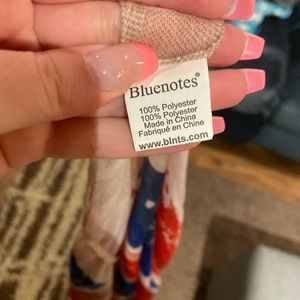 Bluenotes®
100% Polyester
100% Polyester
Made in China
Fabriqué en Chine
www.blnts.com